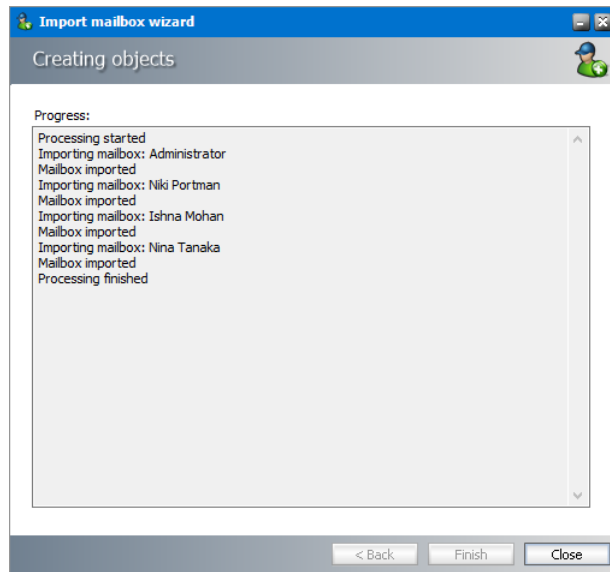 Import mailbox wizard
Creating objects
Progress:
Processing started
Importing mailbox: Administrator
Mailbox imported
Importing mailbox: Niki Portman
Mailbox imported
Importing mailbox: Ishna Mohan
Mailbox imported
Importing mailbox: Nina Tanaka
Mailbox imported
Processing finished
< Back Finish Close